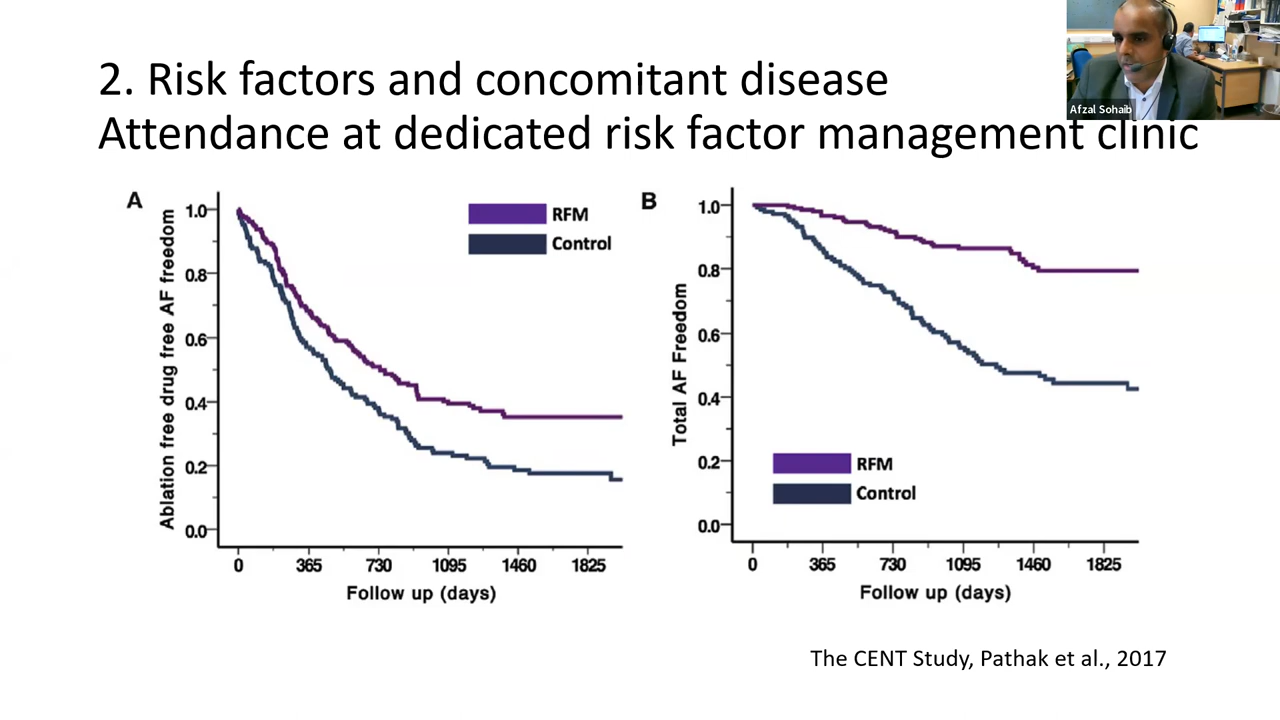 2. Risk factors and concomitant disease
Attendance at dedicated risk factor management clinic
Afzal Sohaib
A
RFM
Control
Ablation free drug free AF freedom
1.0
0.8
0.6
0.4
0.2
0.0
0 365 730 1095 1460 1825
Follow up (days)
B
Total AF Freedom
1.0
0.8
0.6
0.4
0.2
0.0
RFM
Control
0 365 730 1095 1460 1825
Follow up (days)
The CENT Study, Pathak et al., 2017